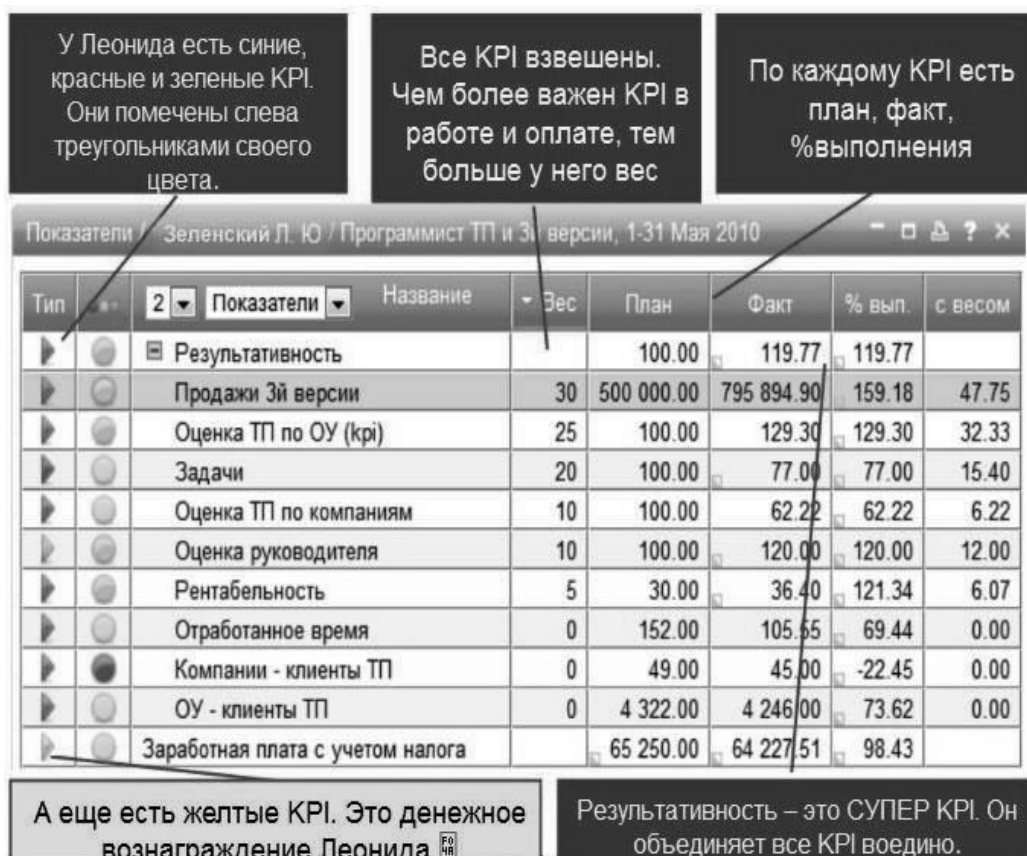 У Леонида есть синие,
красные и зеленые KPI.
Они помечены слева
треугольниками своего
цвета.
Все KPI взвешены.
Чем более важен KPI в
работе и оплате, тем
больше у него вес
По каждому KPI есть
план, факт,
%выполнения
Показатели / Зеленский Л. Ю / Программист ТП и 3й версии, 1-31 Мая 2010
Тип 2 Показатели Название Вес План Факт % вып. с весом
Результативность 100.00 119.77 119.77
Продажи 3й версии 30 500 000.00 795 894.90 159.18 47.75
Оценка ТП по ОУ (kpi) 25 100.00 129.30 129.30 32.33
Задачи 20 100.00 77.00 77.00 15.40
Оценка ТП по компаниям 10 100.00 62.22 62.22 6.22
Оценка руководителя 10 100.00 120.00 120.00 12.00
Рентабельность 5 30.00 36.40 121.34 6.07
Отработанное время 0 152.00 105.55 69.44 0.00
Компании - клиенты ТП 0 49.00 45.00 -22.45 0.00
ОУ - клиенты ТП 0 4 322.00 4 246.00 73.62 0.00
Заработная плата с учетом налога 65 250.00 64 227.51 98.43
А еще есть желтые KPI. Это денежное
вознаграждение Леонида
Результативность – это СУПЕР KPI. Он
объединяет все KPI воедино.